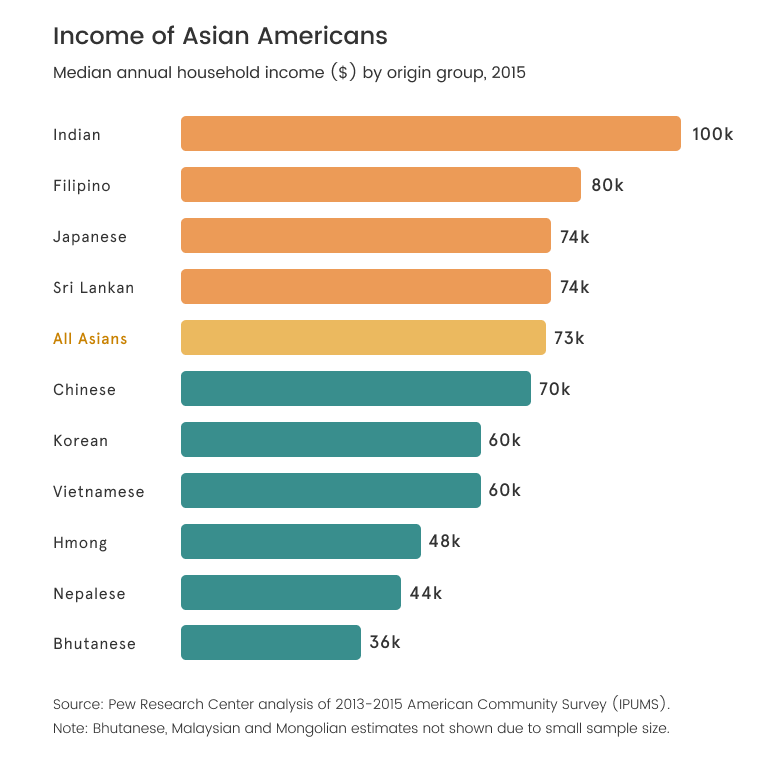 Income of Asian Americans
Median annual household income ($) by origin group, 2015
Indian 100k
Filipino 80k
Japanese 74k
Sri Lankan 74k
All Asians 73k
Chinese 70k
Korean 60k
Vietnamese 60k
Hmong 48k
Nepalese 44k
Bhutanese 36k
Source: Pew Research Center analysis of 2013-2015 American Community Survey (IPUMS).
Note: Bhutanese, Malaysian and Mongolian estimates not shown due to small sample size.